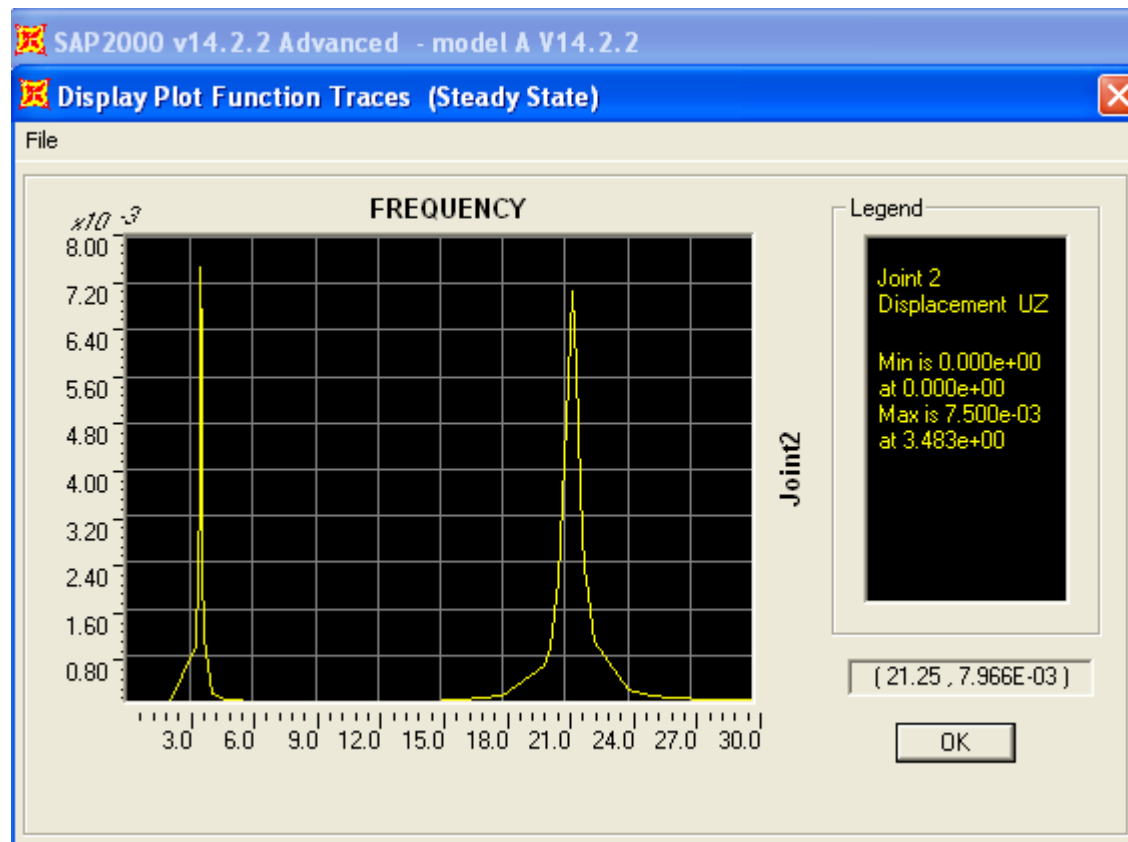 SAP2000 v14.2.2 Advanced - model A V14.2.2
Display Plot Function Traces (Steady State)
File
FREQUENCY
x10 -3
8.00
7.20
6.40
5.60
4.80
4.00
3.20
2.40
1.60
0.80
3.0 6.0 9.0 12.0 15.0 18.0 21.0 24.0 27.0 30.0
Joint2
Legend
Joint 2
Displacement UZ
Min is 0.000e+00
at 0.000e+00
Max is 7.500e-03
at 3.483e+00
( 21.25 , 7.966E-03 )
OK